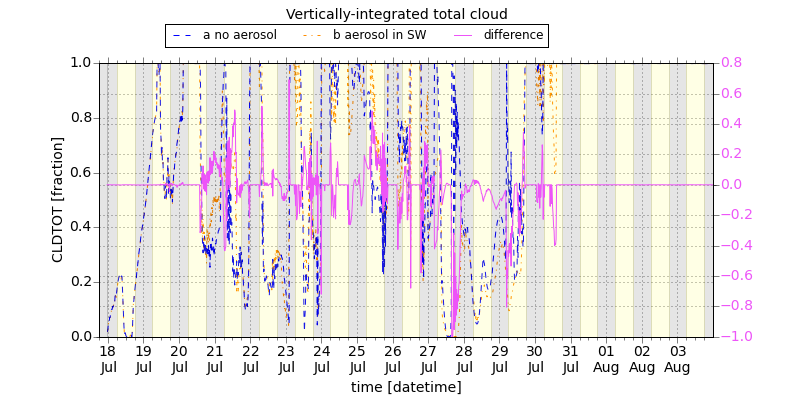 Vertically-integrated total cloud
a no aerosol b aerosol in SW difference
CLDTOT [fraction]
1.0
0.8
0.6
0.4
0.2
0.0
0.8
0.6
0.4
0.2
0.0
−0.2
−0.4
−0.6
−0.8
−1.0
18 19 20 21 22 23 24 25 26 27 28 29 30 31 01 02 03
Jul Jul Jul Jul Jul Jul Jul Jul Jul Jul Jul Jul Jul Jul Aug Aug Aug
time [datetime]